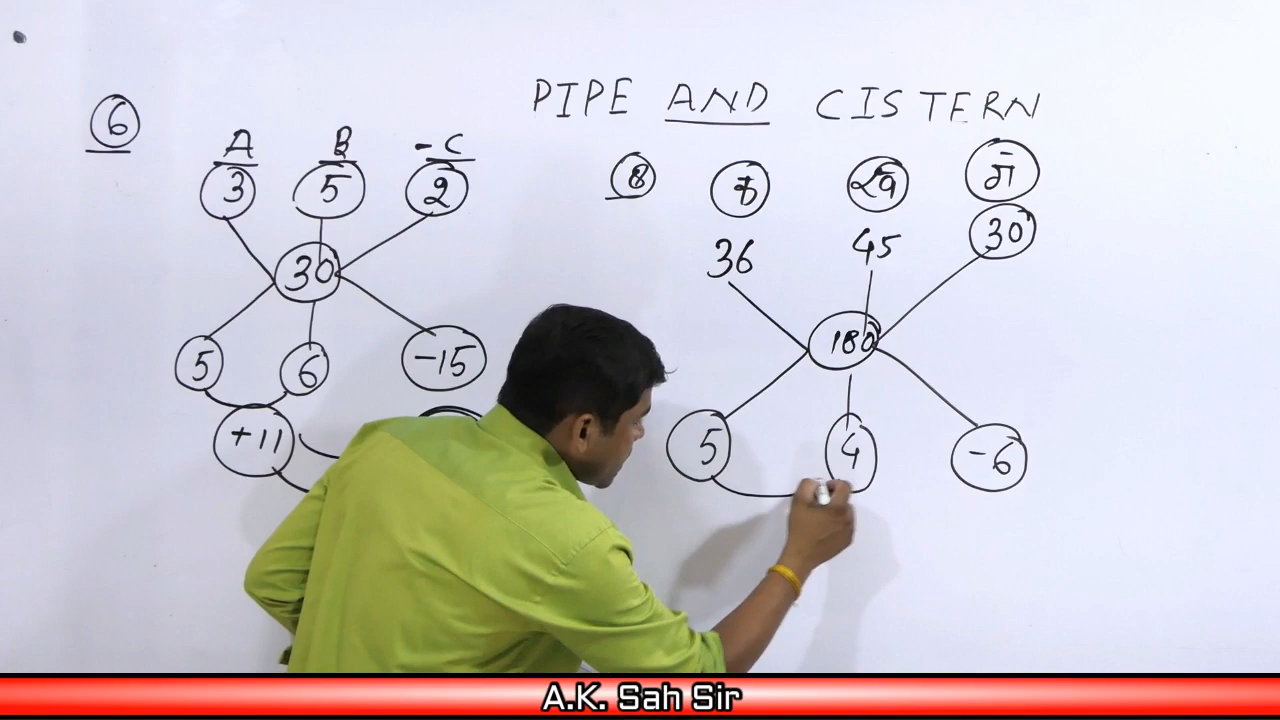 PIPE AND CISTERN
6
A B -C
3 5 2
30
5 6 -15
+11
8 क ख ग
36 45 30
180
5 4 -6
A.K. Sah Sir